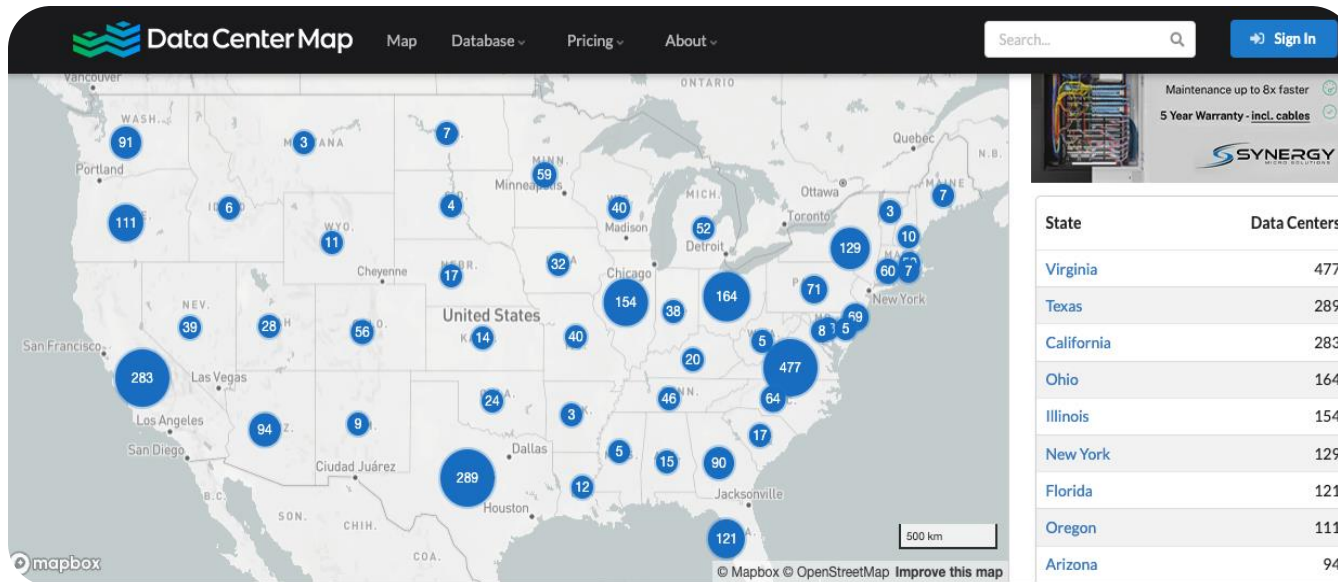 Data Center Map
Map
Database
Pricing
About
Search...
Sign In
Maintenance up to 8x faster
5 Year Warranty - incl. cables
SYNERGY
MICRO SOLUTIONS
State Data Centers
Virginia 477
Texas 289
California 283
Ohio 164
Illinois 154
New York 129
Florida 121
Oregon 111
Arizona 94
Vancouver
ONTARIO
WASH.
91
3
7
Quebec
N.B.
Portland
MINN.
59
Minneapolis
Ottawa
MAINE
7
111
6
4
40
Madison
MICH.
52
Toronto
3
Detroit
10
WYO.
11
129
Cheyenne
17
32
Chicago
60
7
New York
NEV.
39
28
56
United States
14
40
154
38
164
71
69
8
5
San Francisco
5
20
477
283
Las Vegas
24
46
64
Los Angeles
94
9
3
17
San Diego
Dallas
5
15
90
Ciudad Juárez
289
12
Jacksonville
B.C.
Houston
SON.
CHIH.
121
500 km
COA.
mapbox
© Mapbox © OpenStreetMap Improve this map